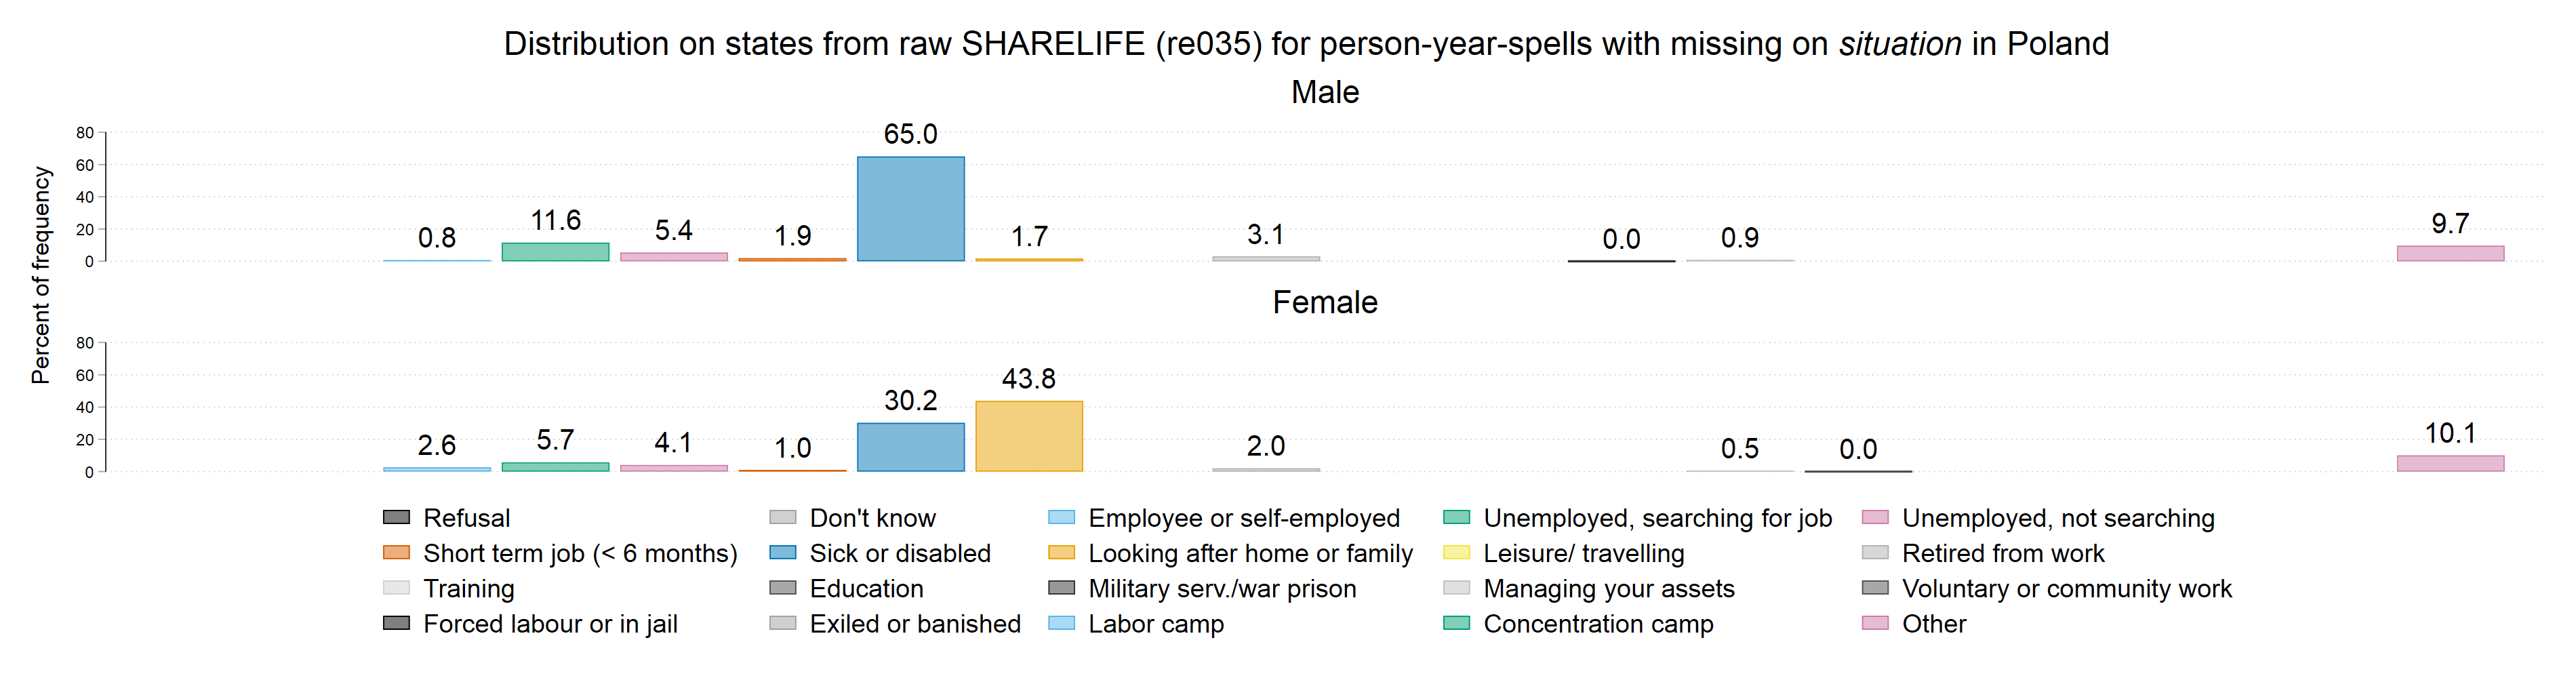 Distribution on states from raw SHARELIFE (re035) for person-year-spells with missing on situation in Poland
Male
Percent of frequency
80
60
40
20
0
0.8 11.6 5.4 1.9 65.0 1.7 3.1 0.0 0.9 9.7
Female
80
60
40
20
0
2.6 5.7 4.1 1.0 30.2 43.8 2.0 0.5 0.0 10.1
Refusal Don't know Employee or self-employed Unemployed, searching for job Unemployed, not searching
Short term job (< 6 months) Sick or disabled Looking after home or family Leisure/ travelling Retired from work
Training Education Military serv./war prison Managing your assets Voluntary or community work
Forced labour or in jail Exiled or banished Labor camp Concentration camp Other